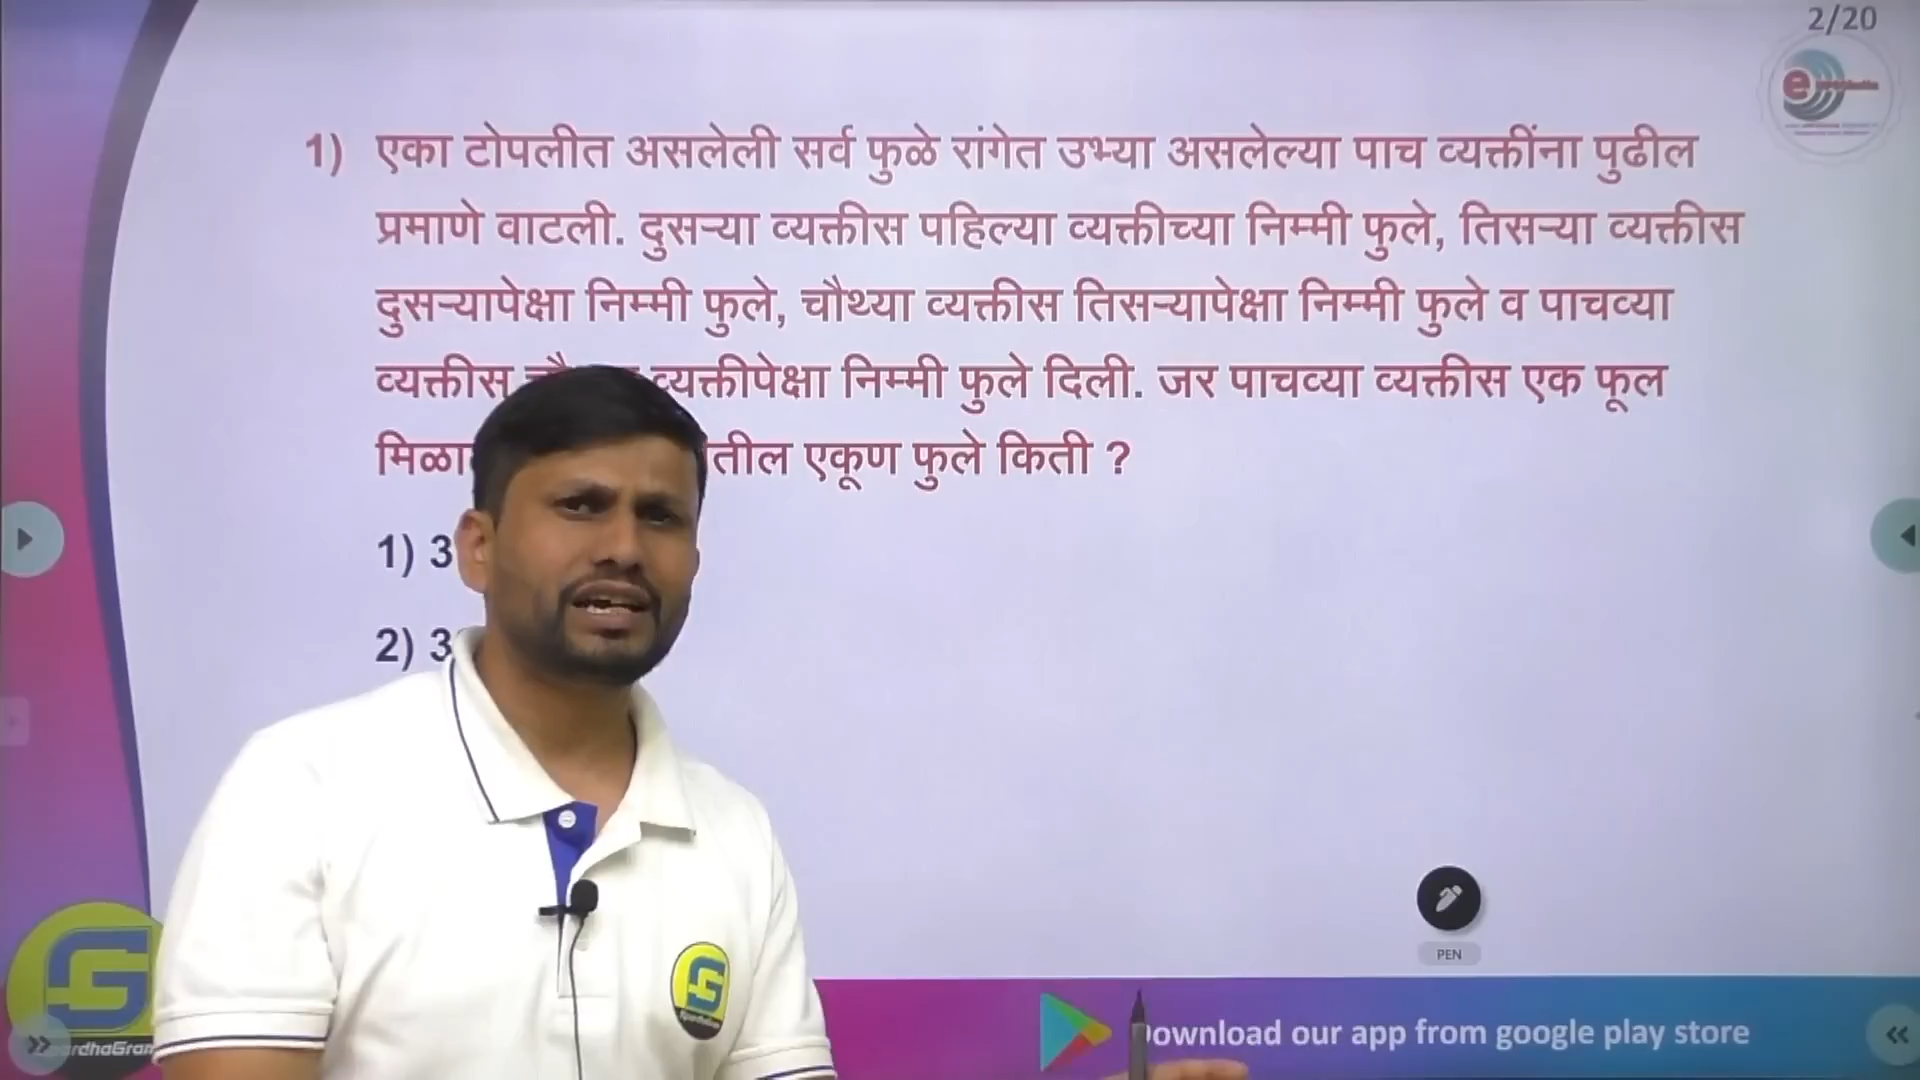 2/20
1) एका टोपलीत असलेली सर्व फुळे रांगेत उभ्या असलेल्या पाच व्यक्तींना पुढील
प्रमाणे वाटली. दुसऱ्या व्यक्तीस पहिल्या व्यक्तीच्या निम्मी फुले, तिसऱ्या व्यक्तीस
दुसऱ्यापेक्षा निम्मी फुले, चौथ्या व्यक्तीस तिसऱ्यापेक्षा निम्मी फुले व पाचव्या
व्यक्तीस व्यक्तीपेक्षा निम्मी फुले दिली. जर पाचव्या व्यक्तीस एक फूल
एकूण फुले किती ?
1) 3
2) 3
PEN
Download our app from google play store